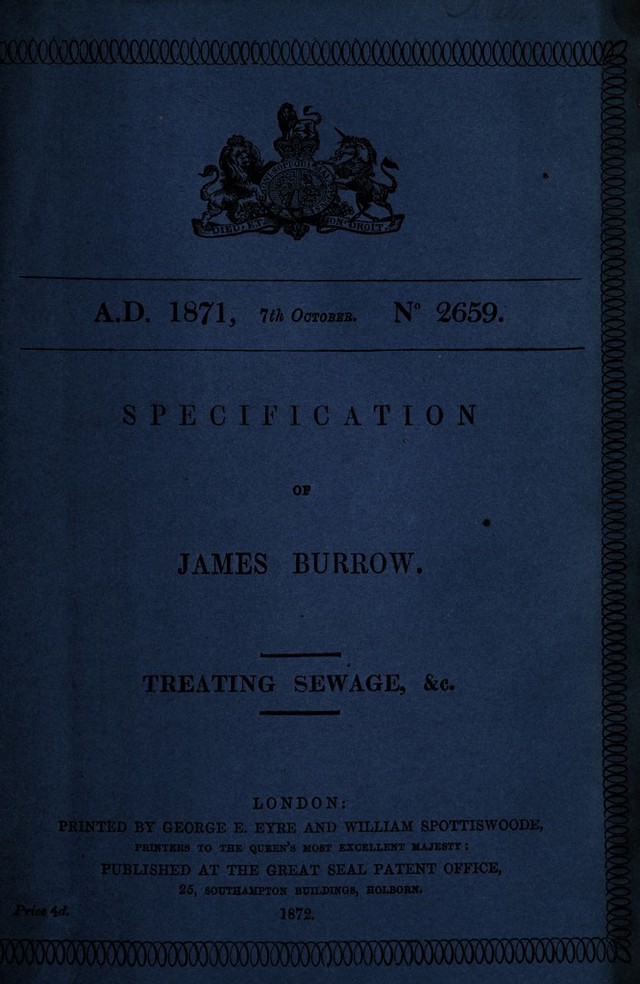 DIEU ET MON DROIT.
A.D. 1871, 7th OCTOBER. Nº 2659.
SPECIFICATION
OF
JAMES BURROW.
TREATING SEWAGE, &c.
LONDON:
PRINTED BY GEORGE E. EYRE AND WILLIAM SPOTTISWOODE,
PRINTERS TO THE QUEEN'S MOST EXCELLENT MAJESTY:
PUBLISHED AT THE GREAT SEAL PATENT OFFICE,
25, SOUTHAMPTON BUILDINGS, HOLBORN.
Price 4d.
1872.